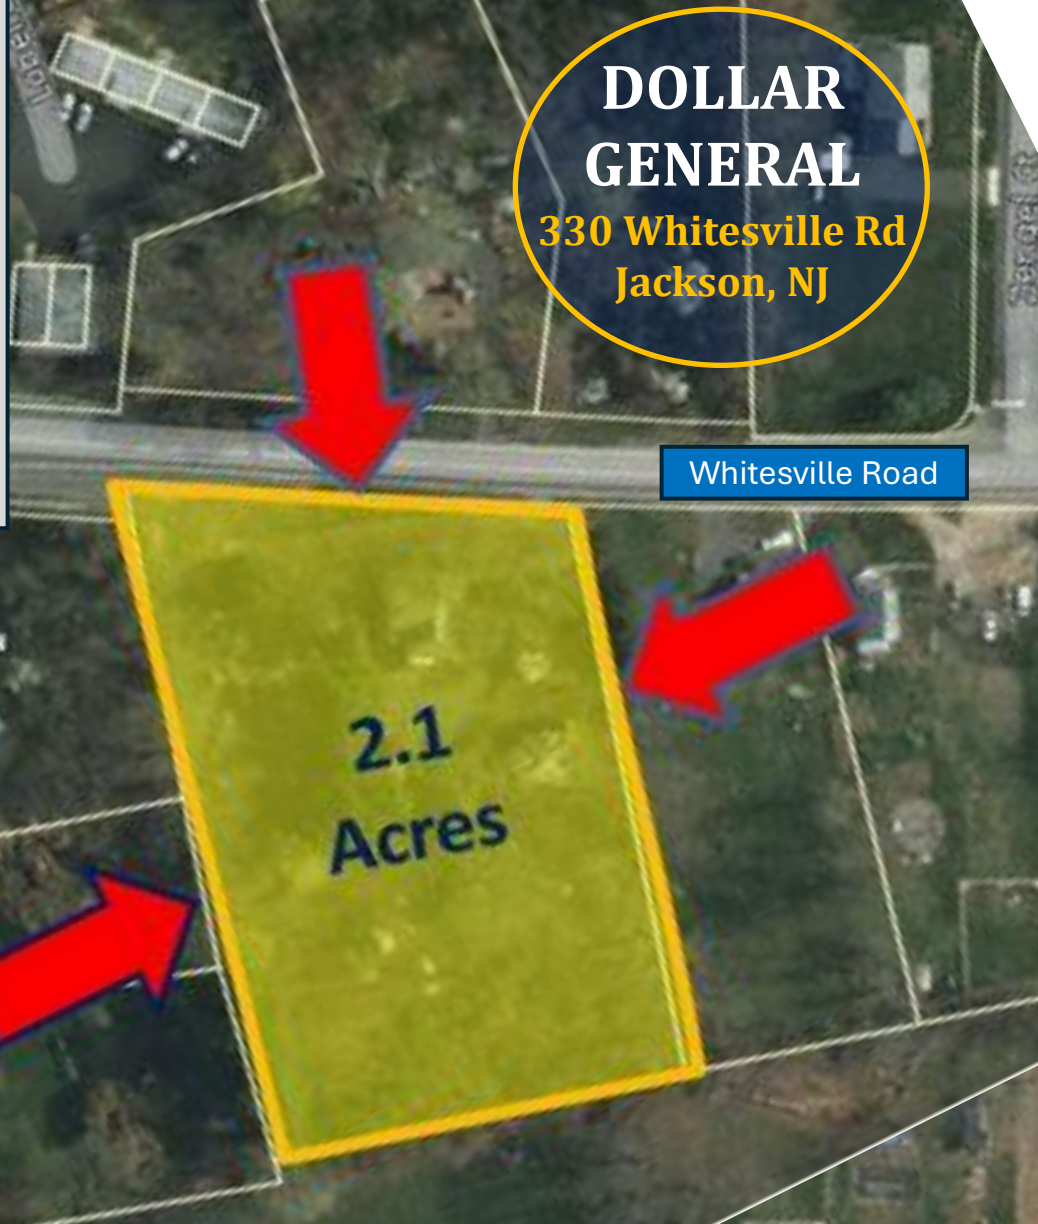 DOLLAR
GENERAL
330 Whitesville Rd
Jackson, NJ
Whitesville Road
2.1
Acres